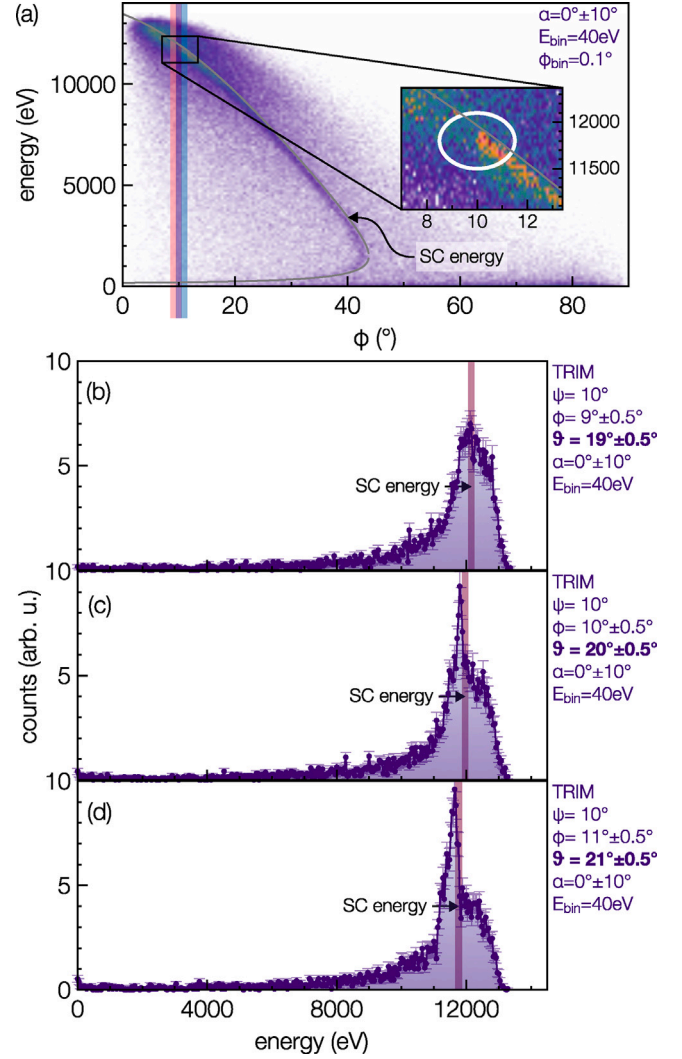 (a)
α=0°±10°
E_bin=40eV
ϕ_bin=0.1°
energy (eV)
10000
5000
0
12000
11500
8
10
12
SC energy
0
20
40
60
80
ϕ (°)
10
(b)
5
SC energy
TRIM
ψ= 10°
ϕ= 9°±0.5°
ϑ = 19°±0.5°
α=0°±10°
E_bin=40eV
counts (arb. u.)
10
(c)
5
SC energy
TRIM
ψ= 10°
ϕ= 10°±0.5°
ϑ = 20°±0.5°
α=0°±10°
E_bin=40eV
10
(d)
5
SC energy
0
TRIM
ψ= 10°
ϕ= 11°±0.5°
ϑ = 21°±0.5°
α=0°±10°
E_bin=40eV
0
4000
8000
12000
energy (eV)